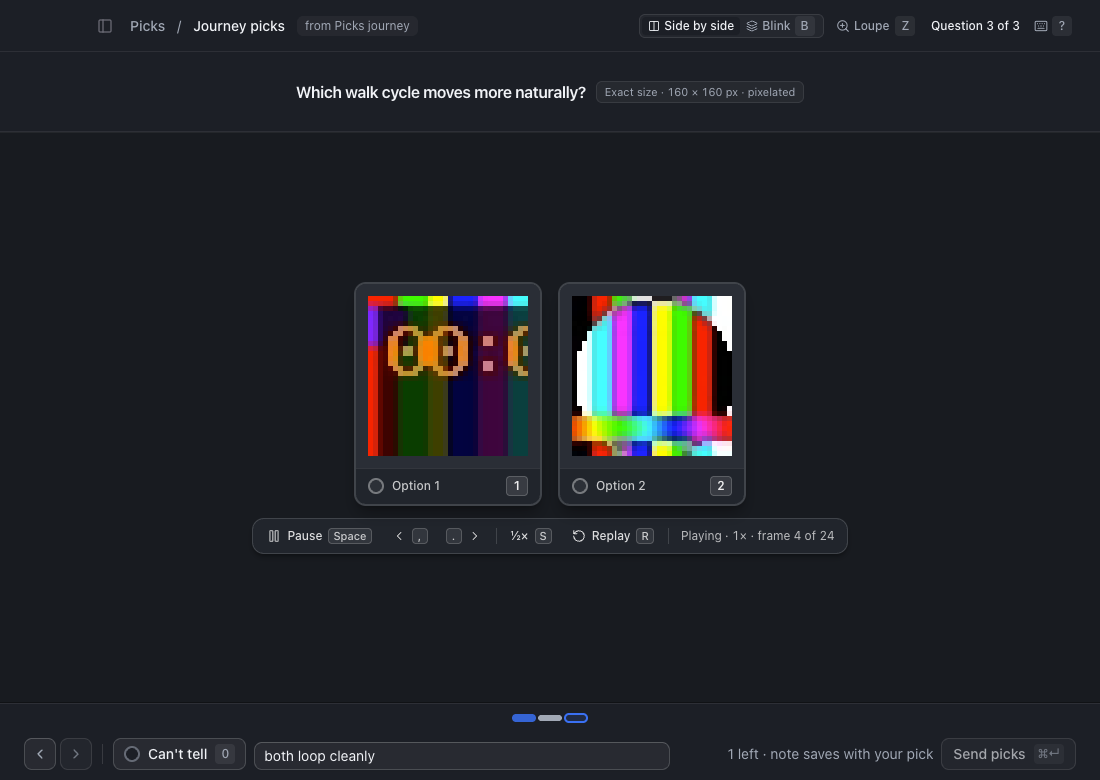 Picks / Journey picks from Picks journey Side by side Blink B Loupe Z Question 3 of 3 ?
Which walk cycle moves more naturally? Exact size · 160 × 160 px · pixelated
00:0
Option 1 1 Option 2 2
Pause Space , . ½× S Replay R Playing · 1× · frame 4 of 24
Can't tell 0 both loop cleanly 1 left · note saves with your pick Send picks ⌘↵